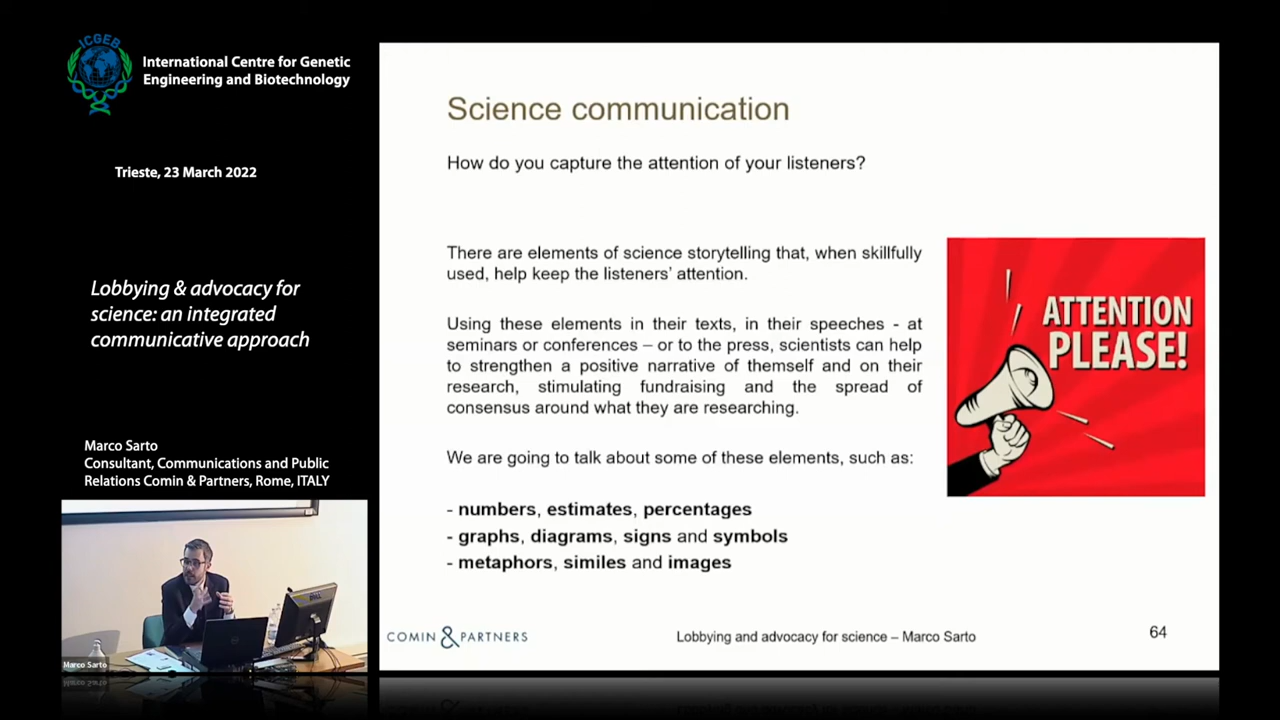 ICGEB
International Centre for Genetic
Engineering and Biotechnology
Trieste, 23 March 2022
Lobbying & advocacy for
science: an integrated
communicative approach
Marco Sarto
Consultant, Communications and Public
Relations Comin & Partners, Rome, ITALY
Marco Sarto
Science communication
How do you capture the attention of your listeners?
There are elements of science storytelling that, when skillfully
used, help keep the listeners' attention.
Using these elements in their texts, in their speeches - at
seminars or conferences – or to the press, scientists can help
to strengthen a positive narrative of themself and on their
research, stimulating fundraising and the spread of
consensus around what they are researching.
We are going to talk about some of these elements, such as:
- numbers, estimates, percentages
- graphs, diagrams, signs and symbols
- metaphors, similes and images
ATTENTION
PLEASE!
COMIN & PARTNERS
Lobbying and advocacy for science – Marco Sarto
64